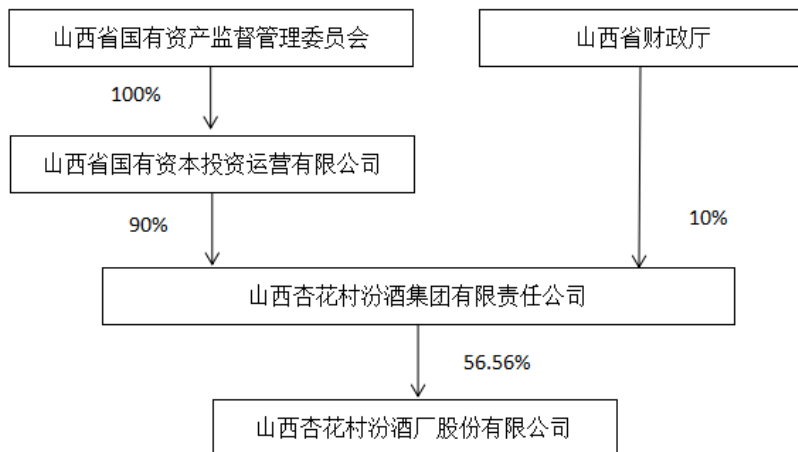 山西省国有资产监督管理委员会
山西省财政厅
100%
山西省国有资本投资运营有限公司
90%
10%
山西杏花村汾酒集团有限责任公司
56.56%
山西杏花村汾酒厂股份有限公司